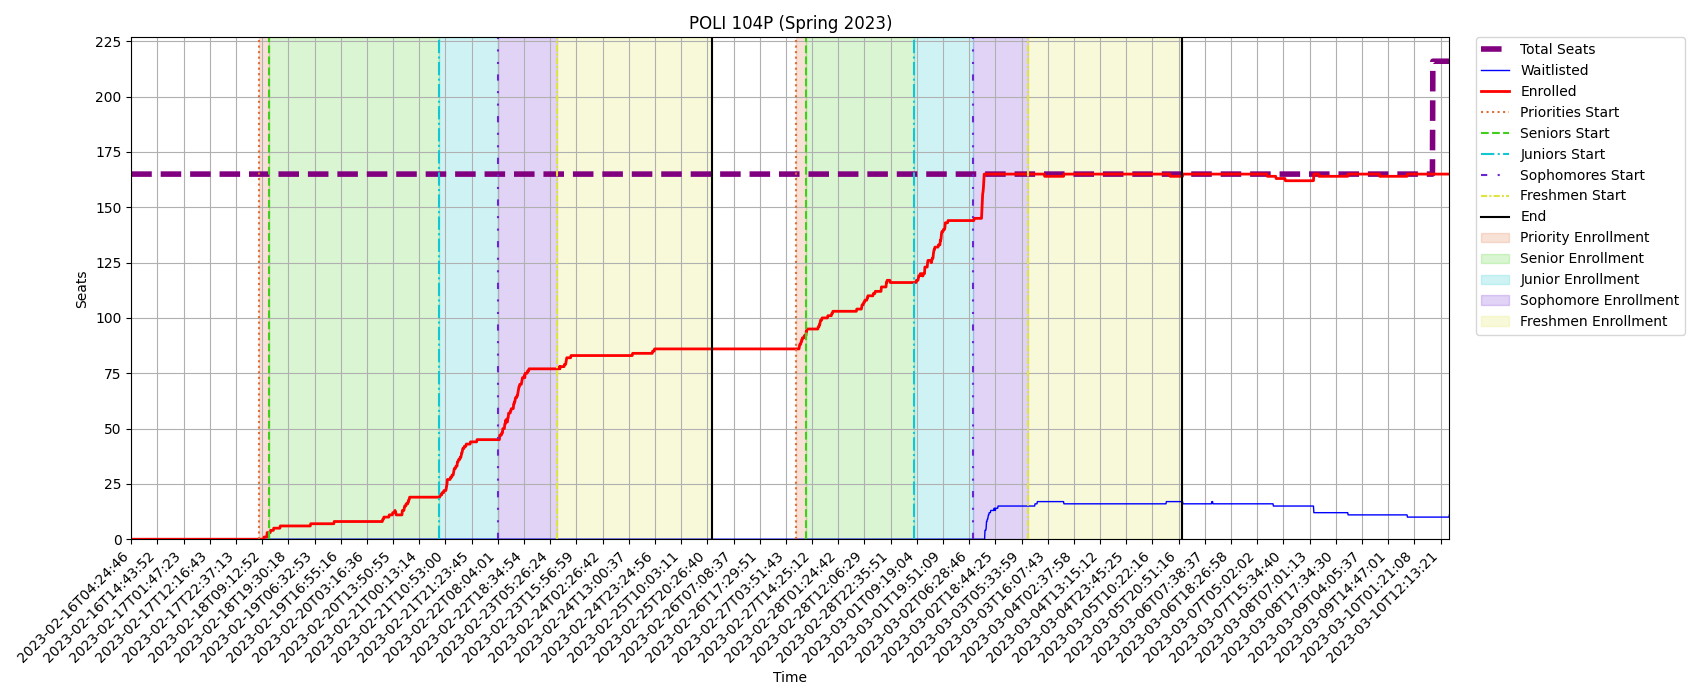 POLI 104P (Spring 2023)
Seats
225
200
175
150
125
100
75
50
25
0
2023-02-16T04:24:46
2023-02-16T14:43:52
2023-02-17T01:47:23
2023-02-17T12:16:43
2023-02-17T22:37:13
2023-02-18T09:12:52
2023-02-18T19:30:18
2023-02-19T06:32:53
2023-02-19T16:55:16
2023-02-20T03:16:36
2023-02-20T13:50:55
2023-02-21T00:13:14
2023-02-21T10:53:00
2023-02-21T21:23:45
2023-02-22T08:04:01
2023-02-22T18:34:54
2023-02-23T05:26:24
2023-02-23T15:56:59
2023-02-24T02:26:42
2023-02-24T13:00:37
2023-02-24T23:24:56
2023-02-25T10:03:11
2023-02-25T20:26:40
2023-02-26T07:08:37
2023-02-26T17:29:51
2023-02-27T03:51:43
2023-02-27T14:25:12
2023-02-28T01:24:42
2023-02-28T12:06:29
2023-02-28T22:35:51
2023-03-01T09:19:04
2023-03-01T19:51:09
2023-03-02T06:28:46
2023-03-02T18:44:25
2023-03-03T05:33:59
2023-03-03T16:07:43
2023-03-04T02:37:58
2023-03-04T13:15:12
2023-03-04T23:45:25
2023-03-05T10:22:16
2023-03-05T20:51:16
2023-03-06T07:38:37
2023-03-06T18:26:58
2023-03-07T05:02:02
2023-03-07T15:34:40
2023-03-08T07:01:13
2023-03-08T17:34:30
2023-03-09T04:05:37
2023-03-09T14:47:01
2023-03-10T01:21:08
2023-03-10T12:13:21
Time
Total Seats
Waitlisted
Enrolled
Priorities Start
Seniors Start
Juniors Start
Sophomores Start
Freshmen Start
End
Priority Enrollment
Senior Enrollment
Junior Enrollment
Sophomore Enrollment
Freshmen Enrollment